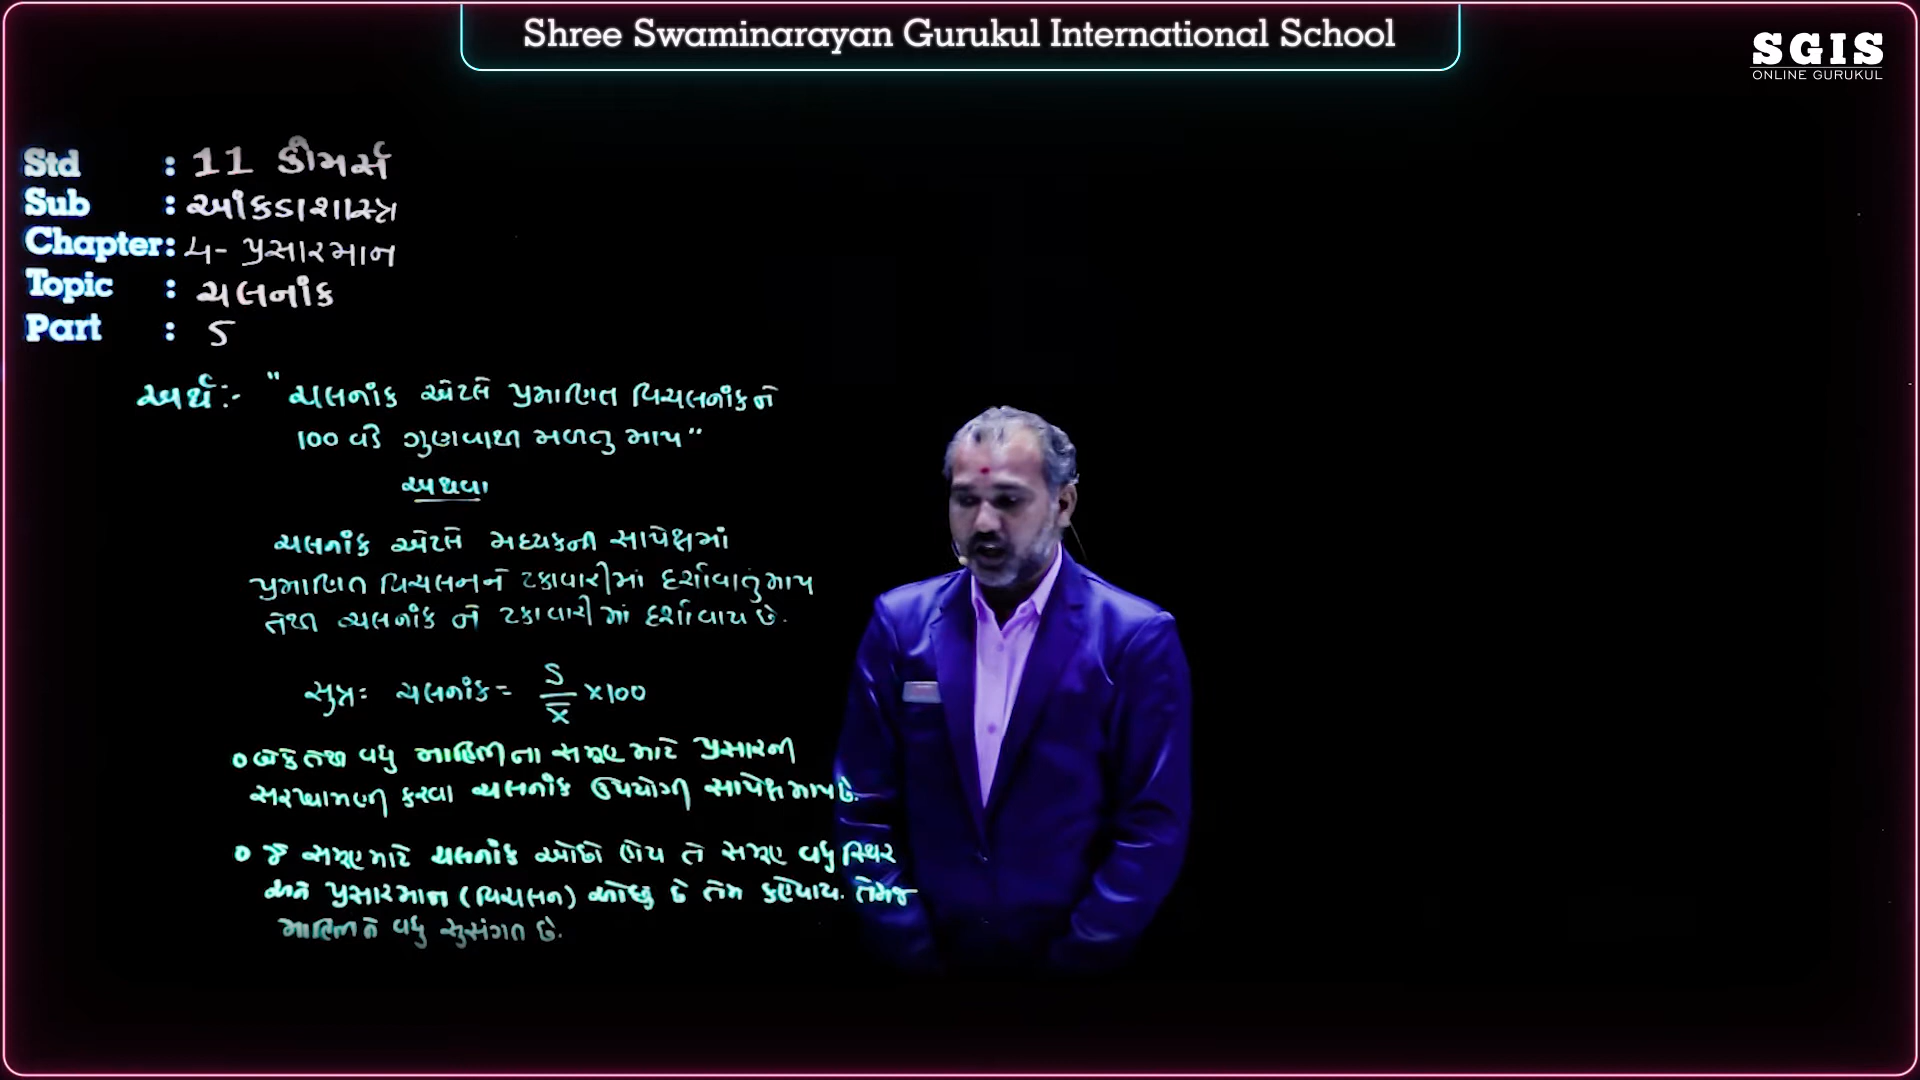 Shree Swaminarayan Gurukul International School
SGIS
ONLINE GURUKUL
Std : 11 કોમર્સ
Sub : આંકડાશાસ્ત્ર
Chapter: 4- પ્રસારમાન
Topic : ચલનાંક
Part : 5
અર્થ:- "ચલનાંક એટલે પ્રમાણિત વિચલનાંકને
100 વડે ગુણવાથી મળતુ માપ"
અથવા
ચલનાંક એટલે મધ્યકની સાપેક્ષમાં
પ્રમાણિત વિચલનને ટકાવારીમાં દર્શાવાતું માપ
તેથી ચલનાંક ને ટકાવારીમાં દર્શાવાય છે.
સુત્ર: ચલનાંક = S/x̅ ×100
વધુ માહિતીના સમૂહ માટે પ્રસારની
સરખામણી કરવા ચલનાંક ઉપયોગી સાપેક્ષ માપ છે.
જે સમૂહ માટે ચલનાંક ઓછો હોય તે સમૂહ વધુ સ્થિર
અને પ્રસારમાન (વિચલન) ઓછુ છે તેમ કહેવાય. તેમજ
માહિતી વધુ સુસંગત છે.